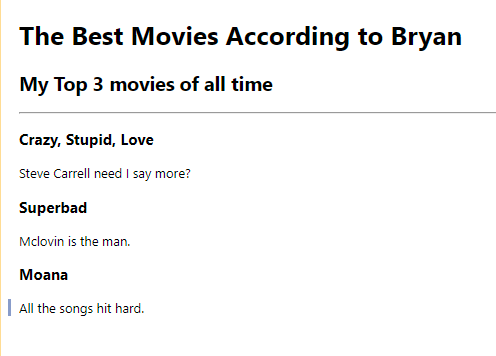 The Best Movies According to Bryan
My Top 3 movies of all time
Crazy, Stupid, Love
Steve Carrell need I say more?
Superbad
Mclovin is the man.
Moana
All the songs hit hard.